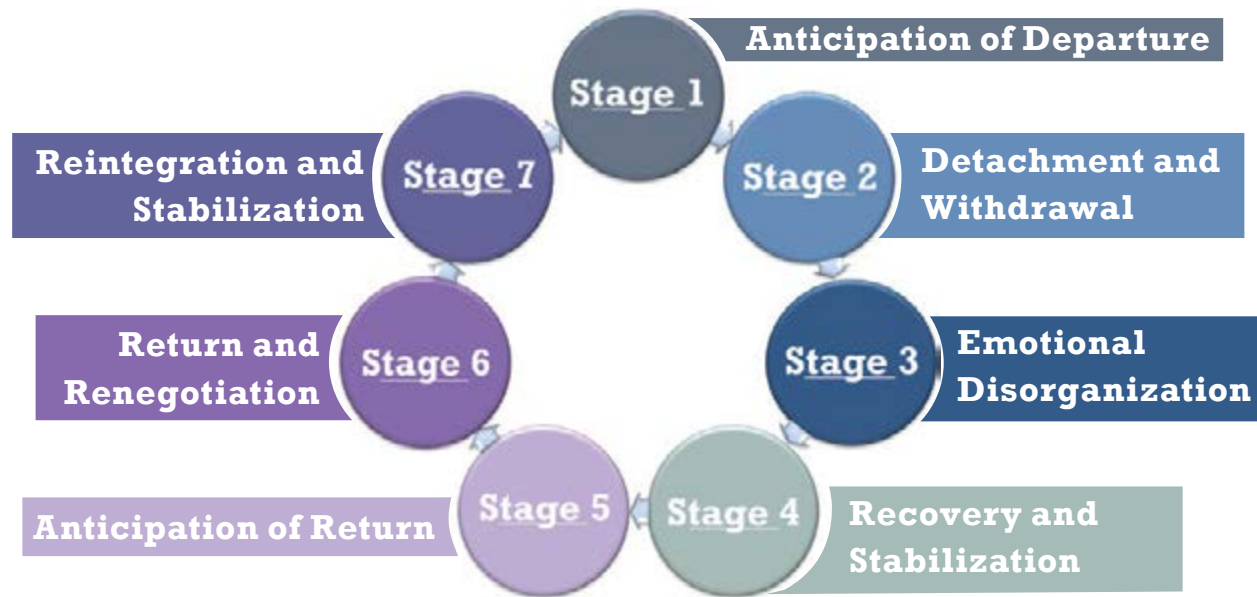 Stage 1
Anticipation of Departure
Stage 2
Detachment and
Withdrawal
Stage 3
Emotional
Disorganization
Stage 4
Recovery and
Stabilization
Stage 5
Anticipation of Return
Stage 6
Return and
Renegotiation
Stage 7
Reintegration and
Stabilization